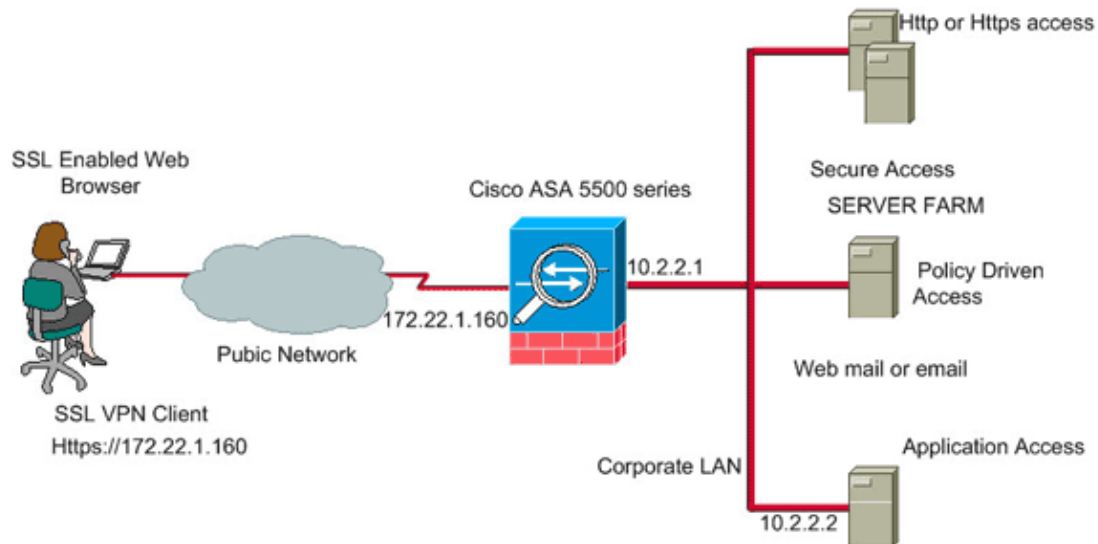 SSL Enabled Web
Browser
SSL VPN Client
Https://172.22.1.160
Pubic Network
172.22.1.160
Cisco ASA 5500 series
10.2.2.1
Http or Https access
Secure Access
SERVER FARM
Policy Driven
Access
Web mail or email
Corporate LAN
Application Access
10.2.2.2